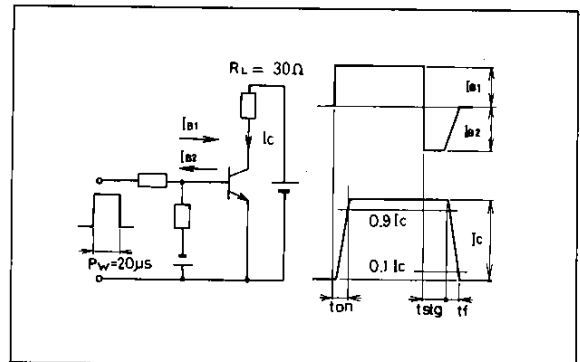 RL = 30Ω
IB1
IB2
Ic
PW=20μs
IB1
IB2
0.9 Ic
Ic
0.1 Ic
ton
tstg
tf